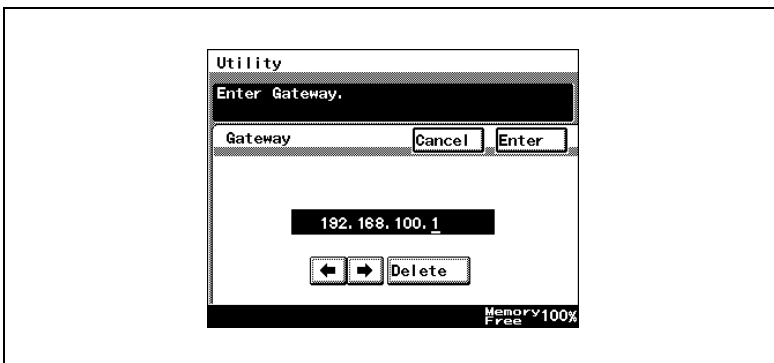 Utility
Enter Gateway.
Gateway
Cancel
Enter
192.168.100.1
Delete
Memory Free 100%